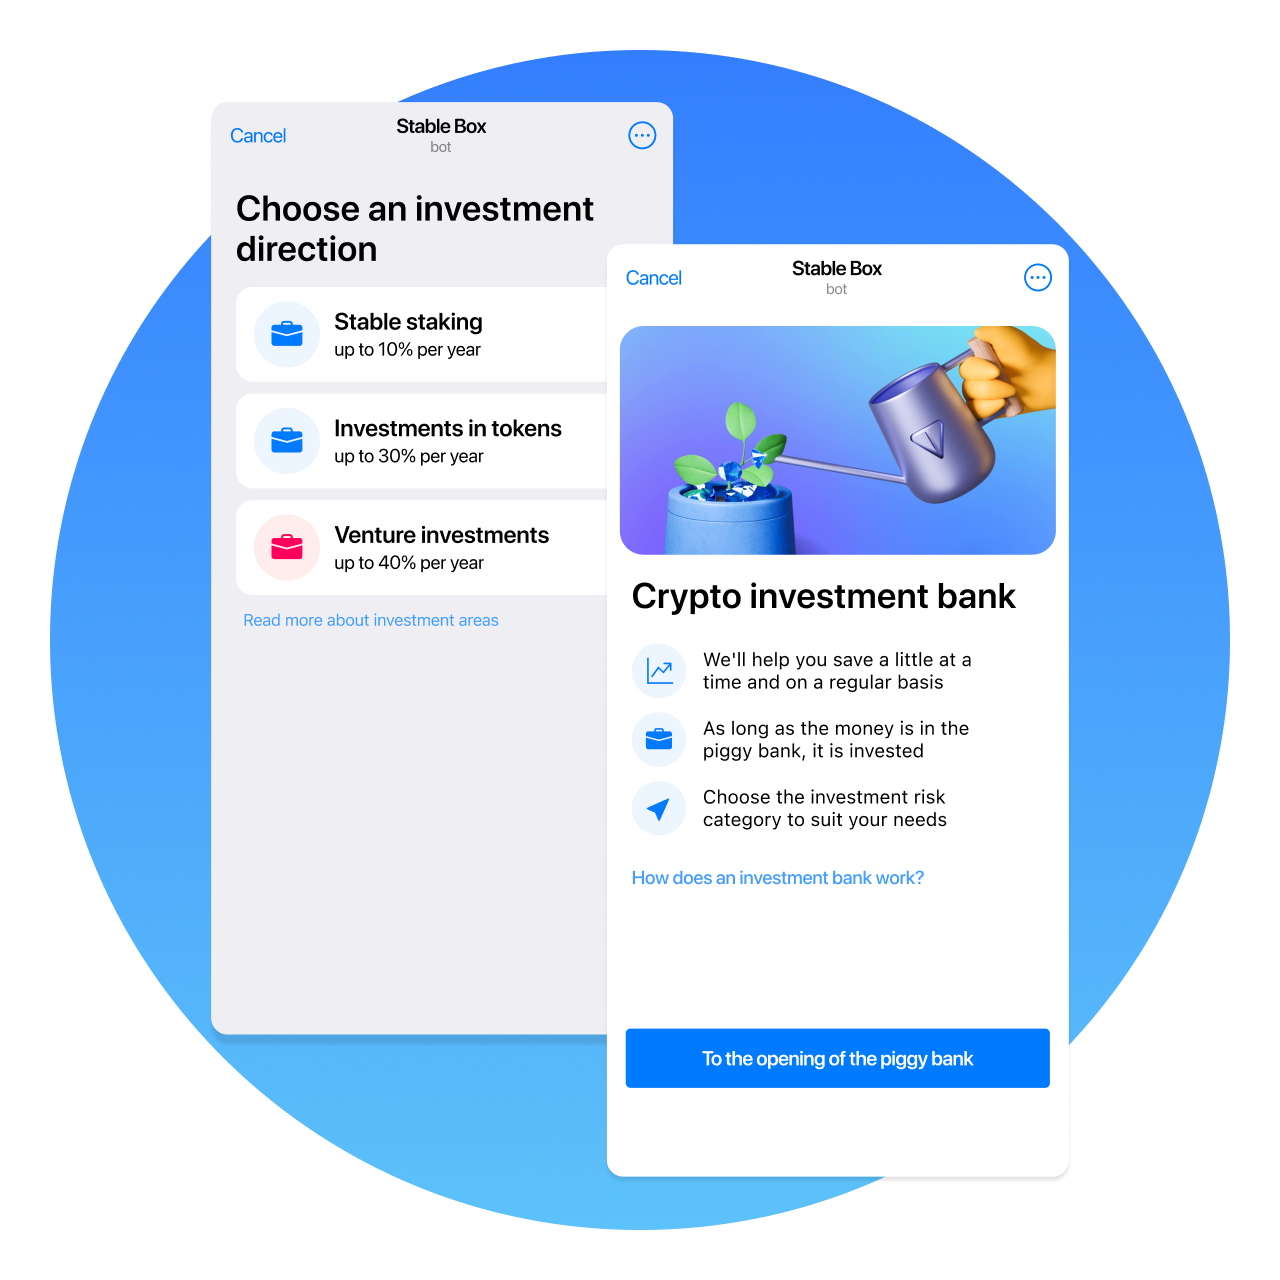 Cancel
Stable Box
bot
Choose an investment
direction
Stable staking
up to 10% per year
Investments in tokens
up to 30% per year
Venture investments
up to 40% per year
Read more about investment areas
Cancel
Stable Box
bot
Crypto investment bank
We'll help you save a little at a
time and on a regular basis
As long as the money is in the
piggy bank, it is invested
Choose the investment risk
category to suit your needs
How does an investment bank work?
To the opening of the piggy bank